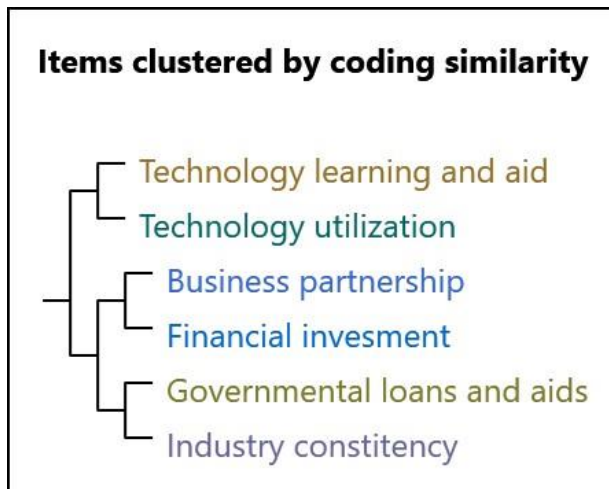 Items clustered by coding similarity
Technology learning and aid
Technology utilization
Business partnership
Financial invesment
Governmental loans and aids
Industry constitency